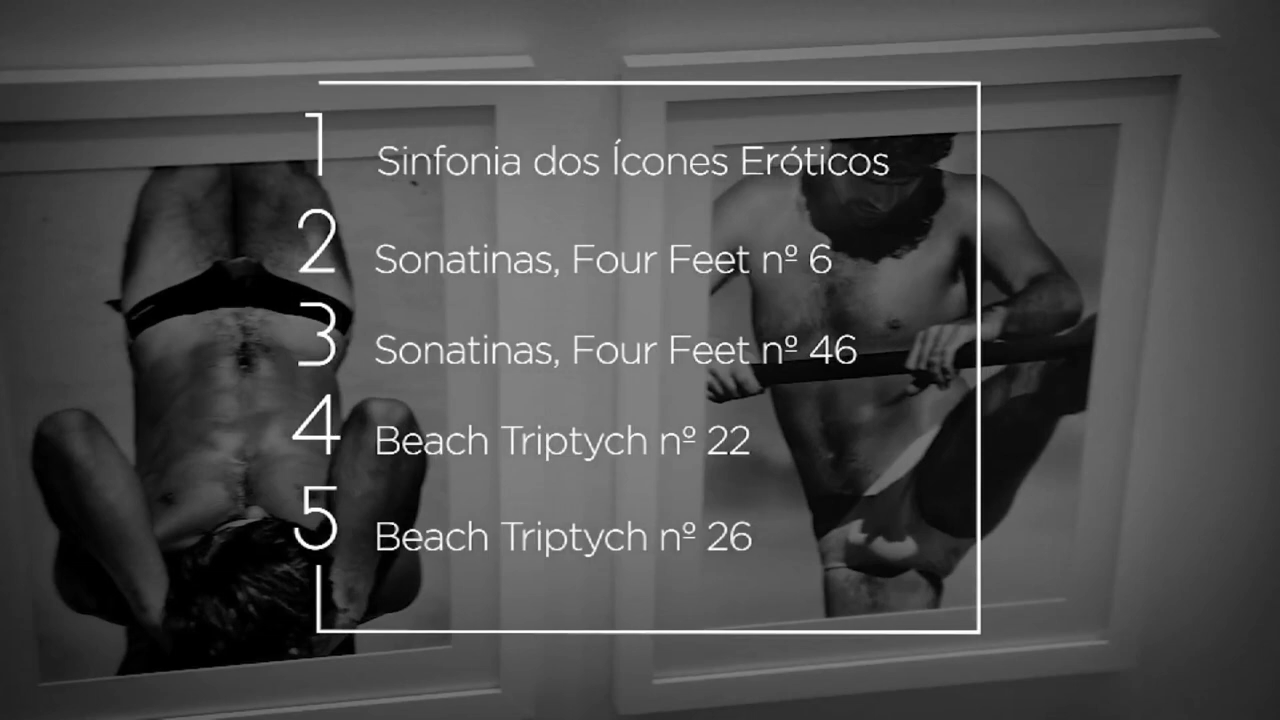 1 Sinfonia dos Ícones Eróticos
2 Sonatinas, Four Feet nº 6
3 Sonatinas, Four Feet nº 46
4 Beach Triptych nº 22
5 Beach Triptych nº 26